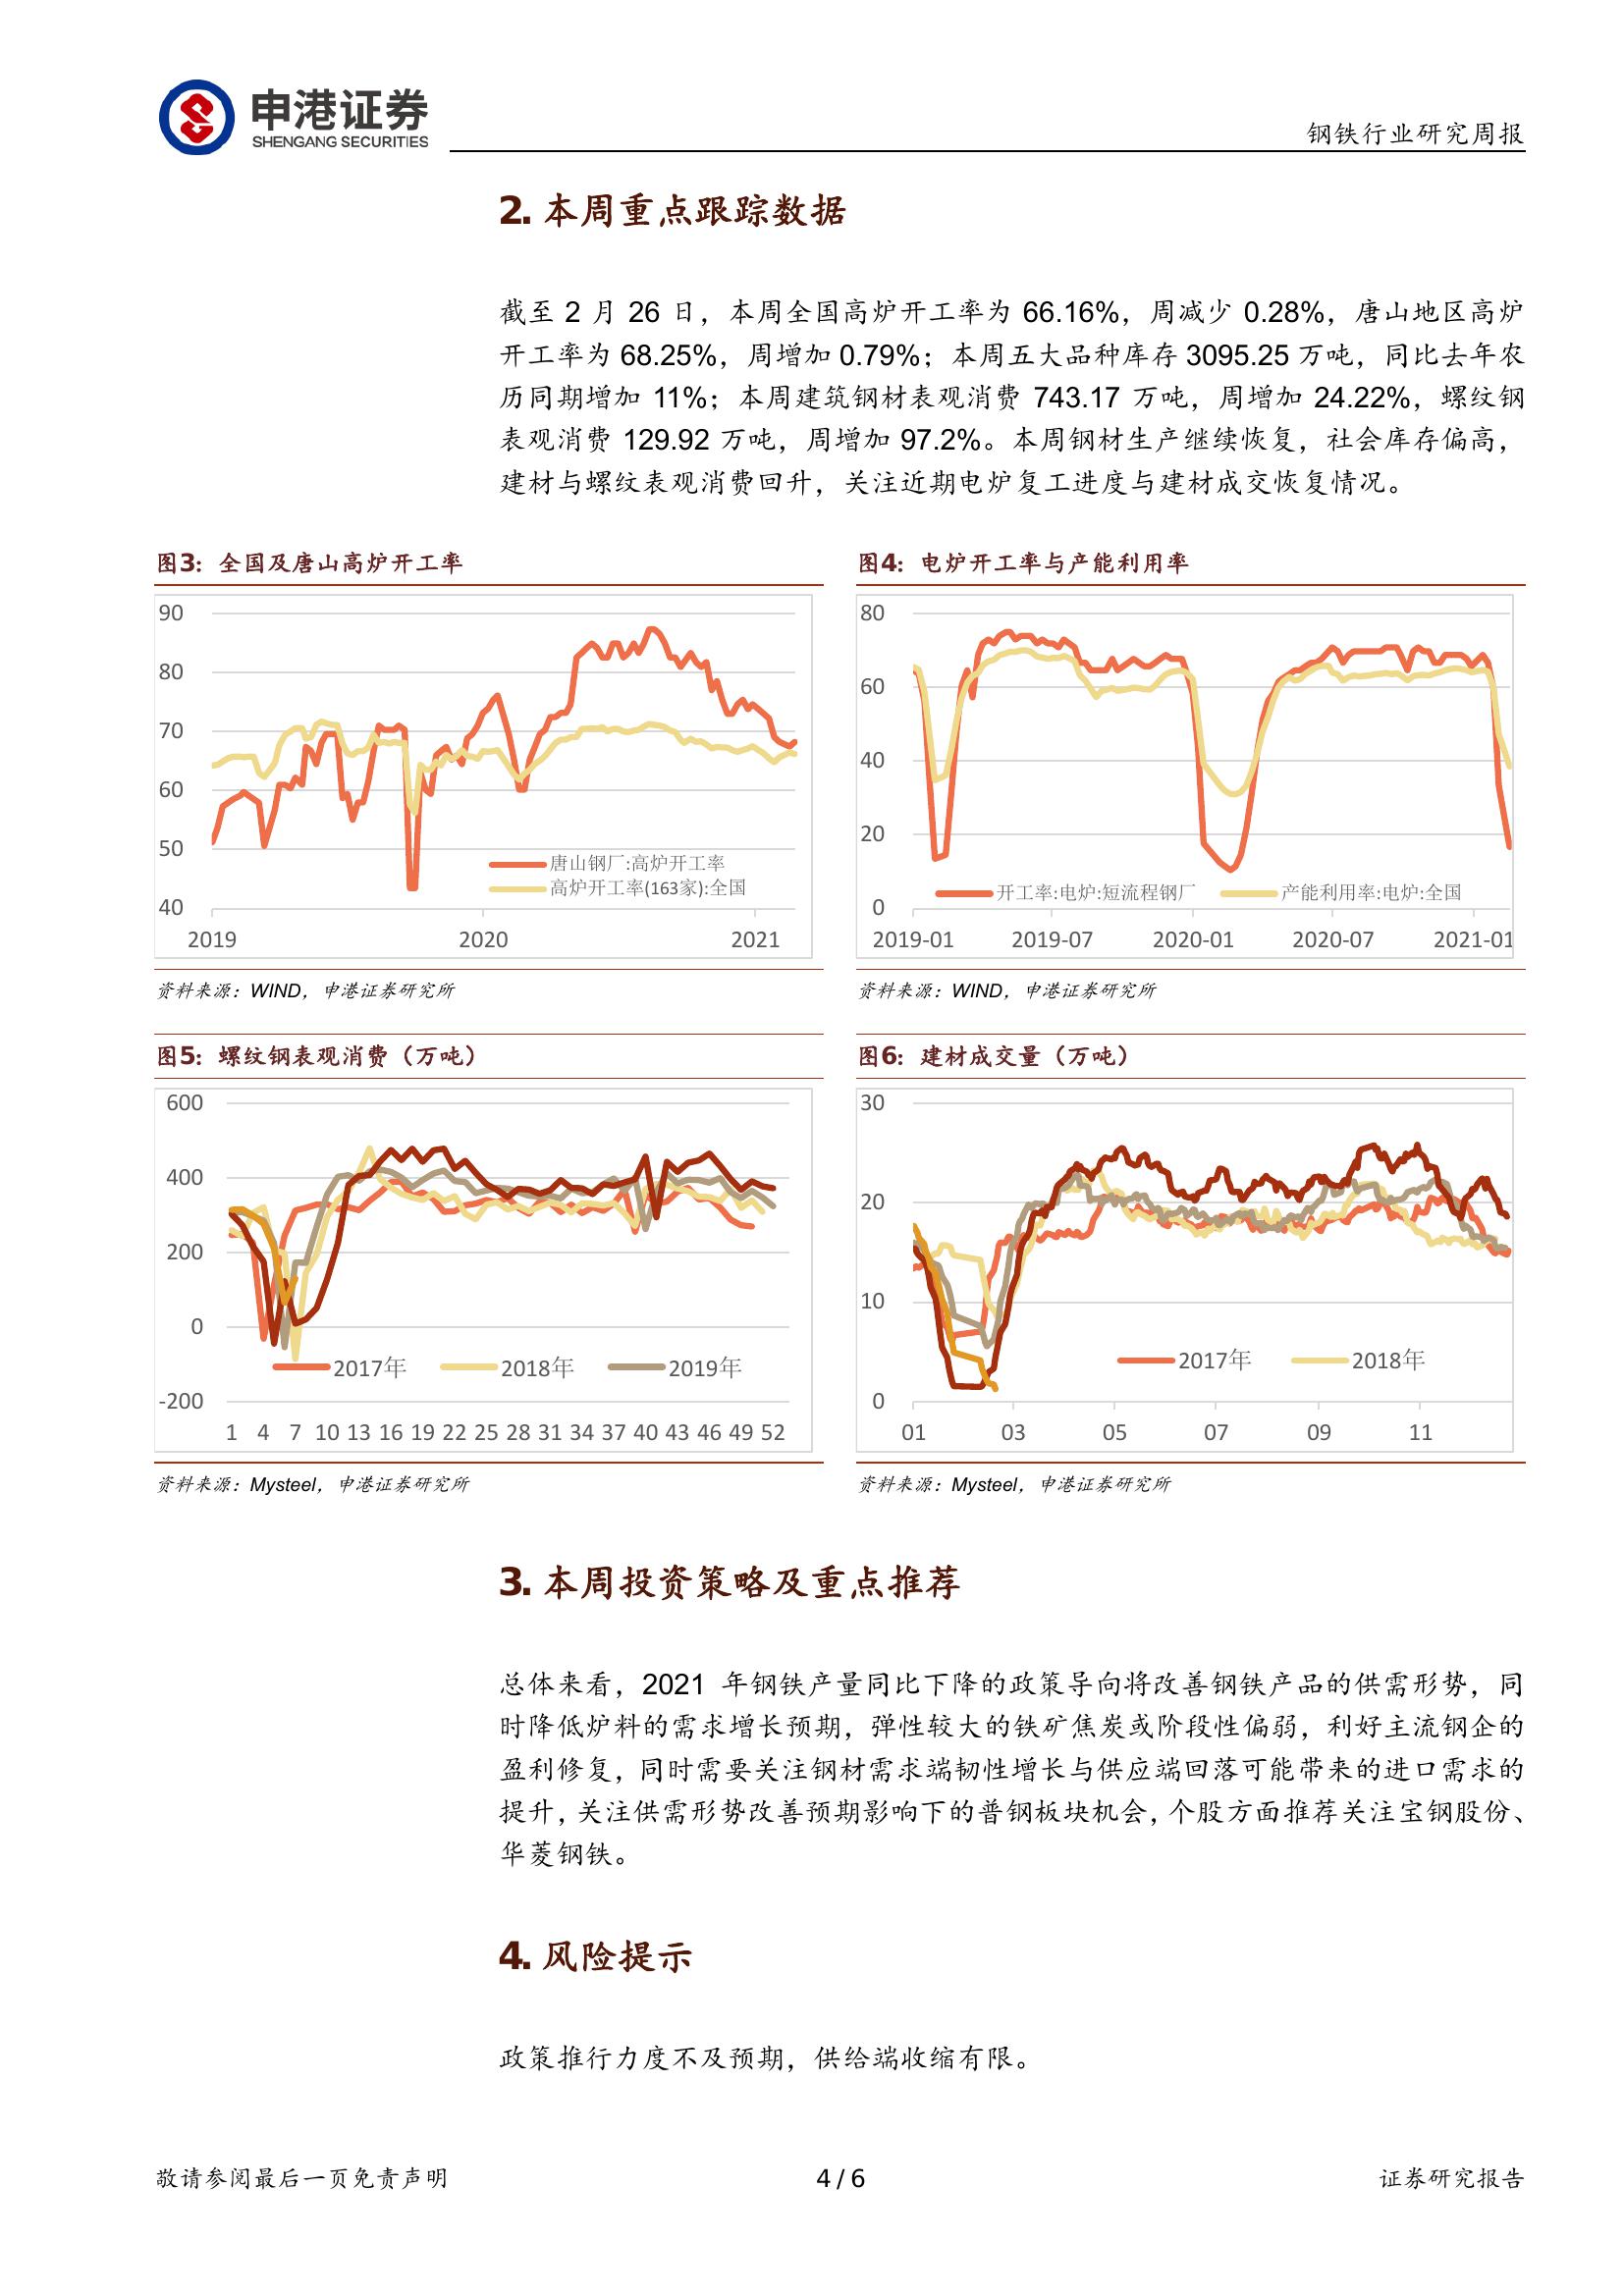 申港证券
SHENGANG SECURITIES
钢铁行业研究周报
2. 本周重点跟踪数据
截至 2 月 26 日，本周全国高炉开工率为 66.16%，周减少 0.28%，唐山地区高炉
开工率为 68.25%，周增加 0.79%；本周五大品种库存 3095.25 万吨，同比去年农
历同期增加 11%；本周建筑钢材表观消费 743.17 万吨，周增加 24.22%，螺纹钢
表观消费 129.92 万吨，周增加 97.2%。本周钢材生产继续恢复，社会库存偏高，
建材与螺纹表观消费回升，关注近期电炉复工进度与建材成交恢复情况。
图3：全国及唐山高炉开工率
90
80
70
60
50
40
唐山钢厂:高炉开工率
高炉开工率(163家):全国
2019 2020 2021
资料来源：WIND，申港证券研究所
图4：电炉开工率与产能利用率
80
60
40
20
0
开工率:电炉:短流程钢厂 产能利用率:电炉:全国
2019-01 2019-07 2020-01 2020-07 2021-01
资料来源：WIND，申港证券研究所
图5：螺纹钢表观消费（万吨）
600
400
200
0
-200
2017年 2018年 2019年
1 4 7 10 13 16 19 22 25 28 31 34 37 40 43 46 49 52
资料来源：Mysteel，申港证券研究所
图6：建材成交量（万吨）
30
20
10
0
2017年 2018年
01 03 05 07 09 11
资料来源：Mysteel，申港证券研究所
3. 本周投资策略及重点推荐
总体来看，2021 年钢铁产量同比下降的政策导向将改善钢铁产品的供需形势，同
时降低炉料的需求增长预期，弹性较大的铁矿焦炭或阶段性偏弱，利好主流钢企的
盈利修复，同时需要关注钢材需求端韧性增长与供应端回落可能带来的进口需求的
提升，关注供需形势改善预期影响下的普钢板块机会，个股方面推荐关注宝钢股份、
华菱钢铁。
4. 风险提示
政策推行力度不及预期，供给端收缩有限。
敬请参阅最后一页免责声明
4 / 6
证券研究报告